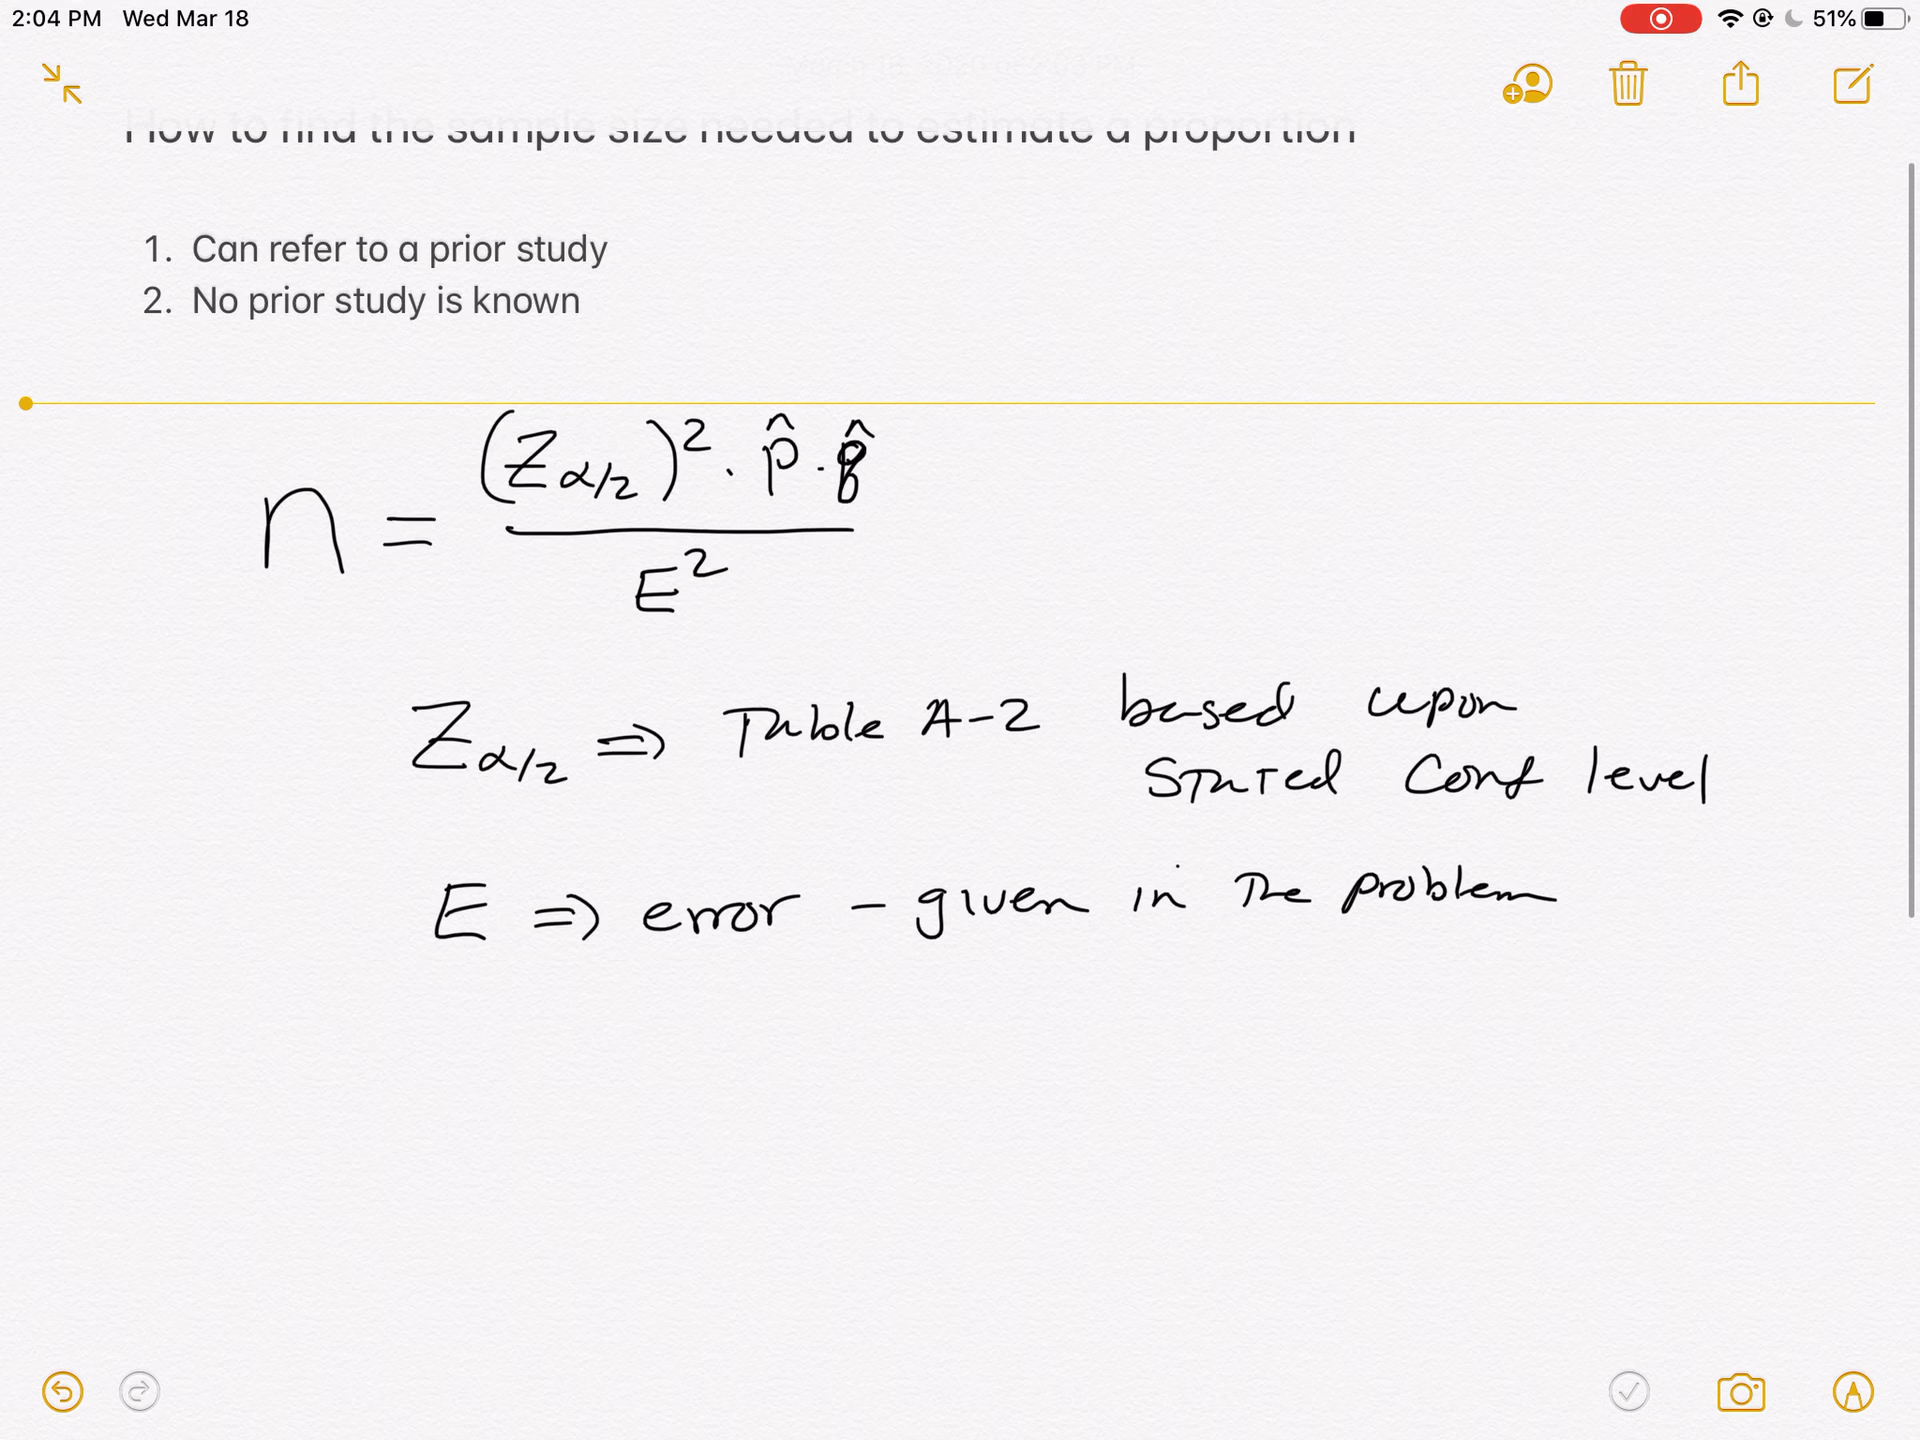 2:04 PM Wed Mar 18 51%
How to find the sample size needed to estimate a proportion
1. Can refer to a prior study
2. No prior study is known
n = (Zα/2)² · p̂ · q̂ / E²
Zα/2 ⇒ Table A-2 based upon
stated conf level
E ⇒ error - given in the problem